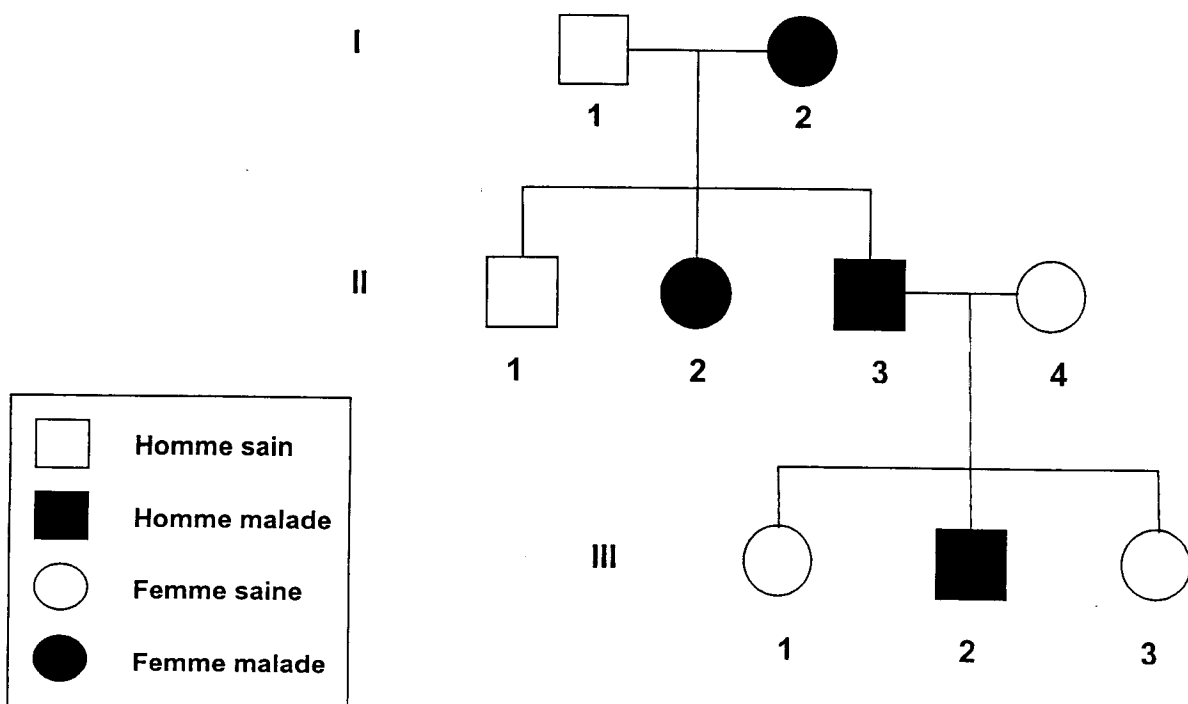 I
1 2
II
1 2 3 4
Homme sain
Homme malade
III
Femme saine
1 2 3
Femme malade